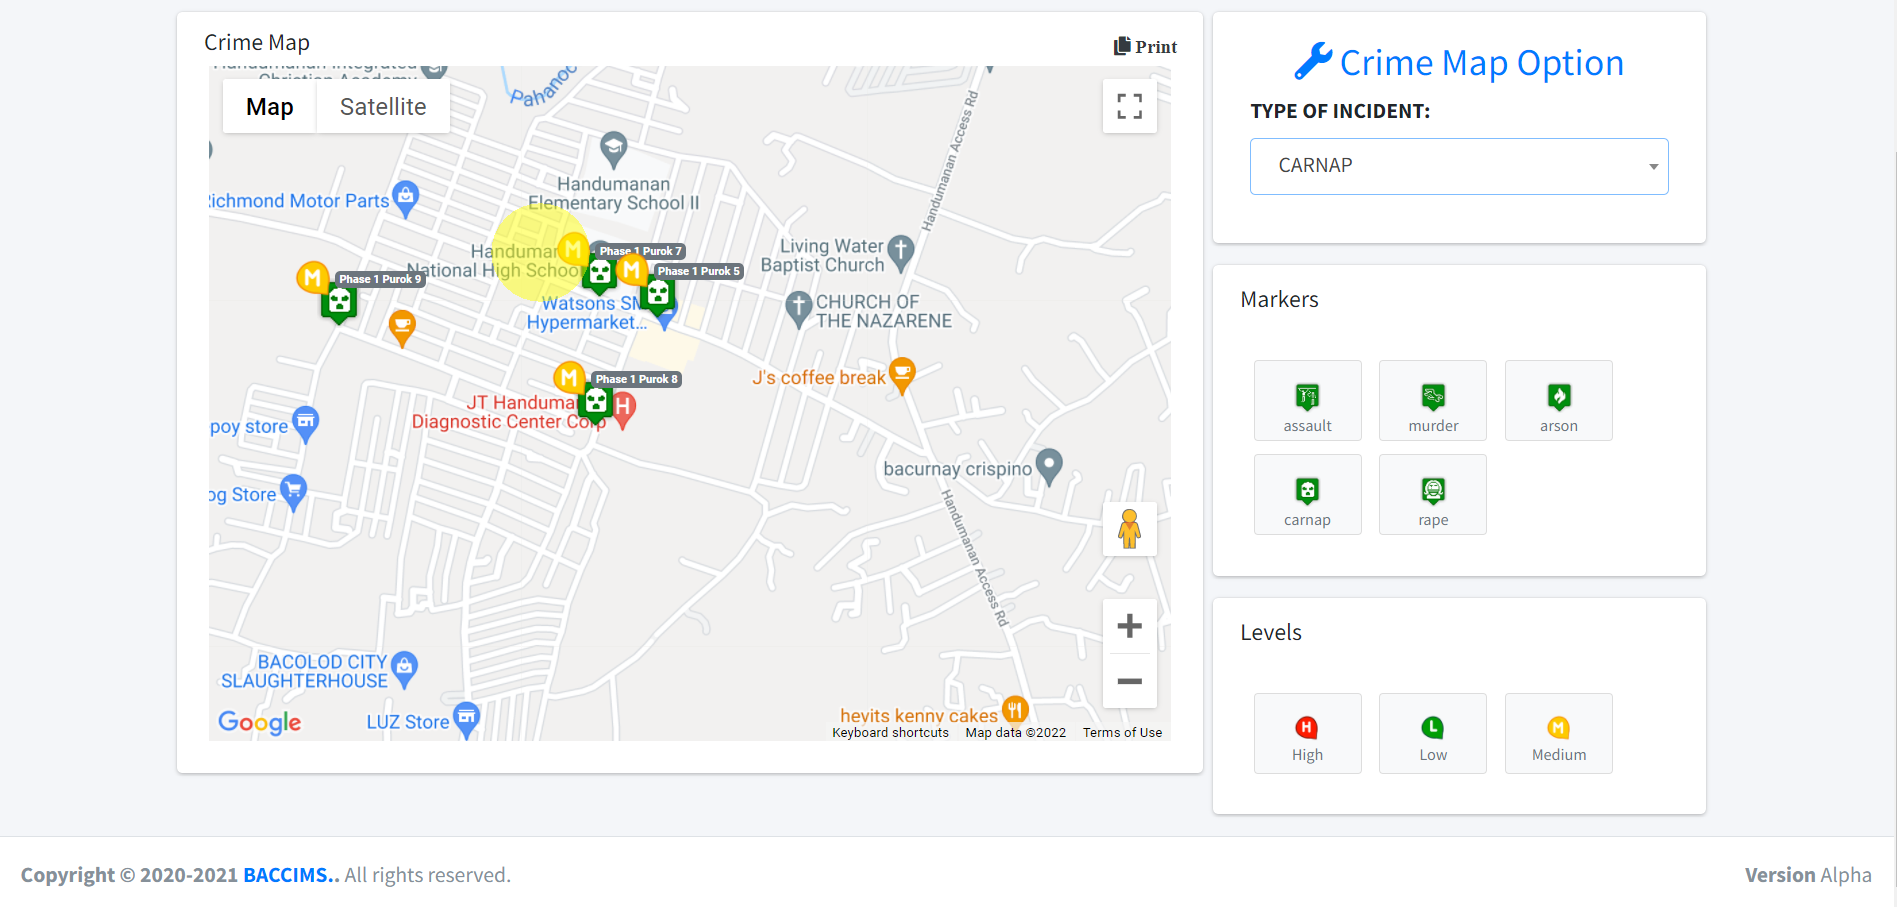 Crime Map
Print
Christian Academy
Map
Satellite
Pahanoc
Handumanan Access Rd
Handumanan
Elementary School II
Richmond Motor Parts
Living Water
Baptist Church
National High School
M
Phase 1 Purok 7
M
Phase 1 Purok 5
M
Phase 1 Purok 9
Watsons SM
Hypermarket...
CHURCH OF
THE NAZARENE
J's coffee break
M
Phase 1 Purok 8
JT Handuma
Diagnostic Center Corp
H
poy store
og Store
bacurnay crispino
Handumanan Access Rd
BACOLOD CITY
SLAUGHTERHOUSE
LUZ Store
hevits kenny cakes
Google
Keyboard shortcuts
Map data ©2022
Terms of Use
Crime Map Option
TYPE OF INCIDENT:
CARNAP
Markers
assault
murder
arson
carnap
rape
Levels
H
High
L
Low
M
Medium
Copyright © 2020-2021 BACCIMS.. All rights reserved.
Version Alpha